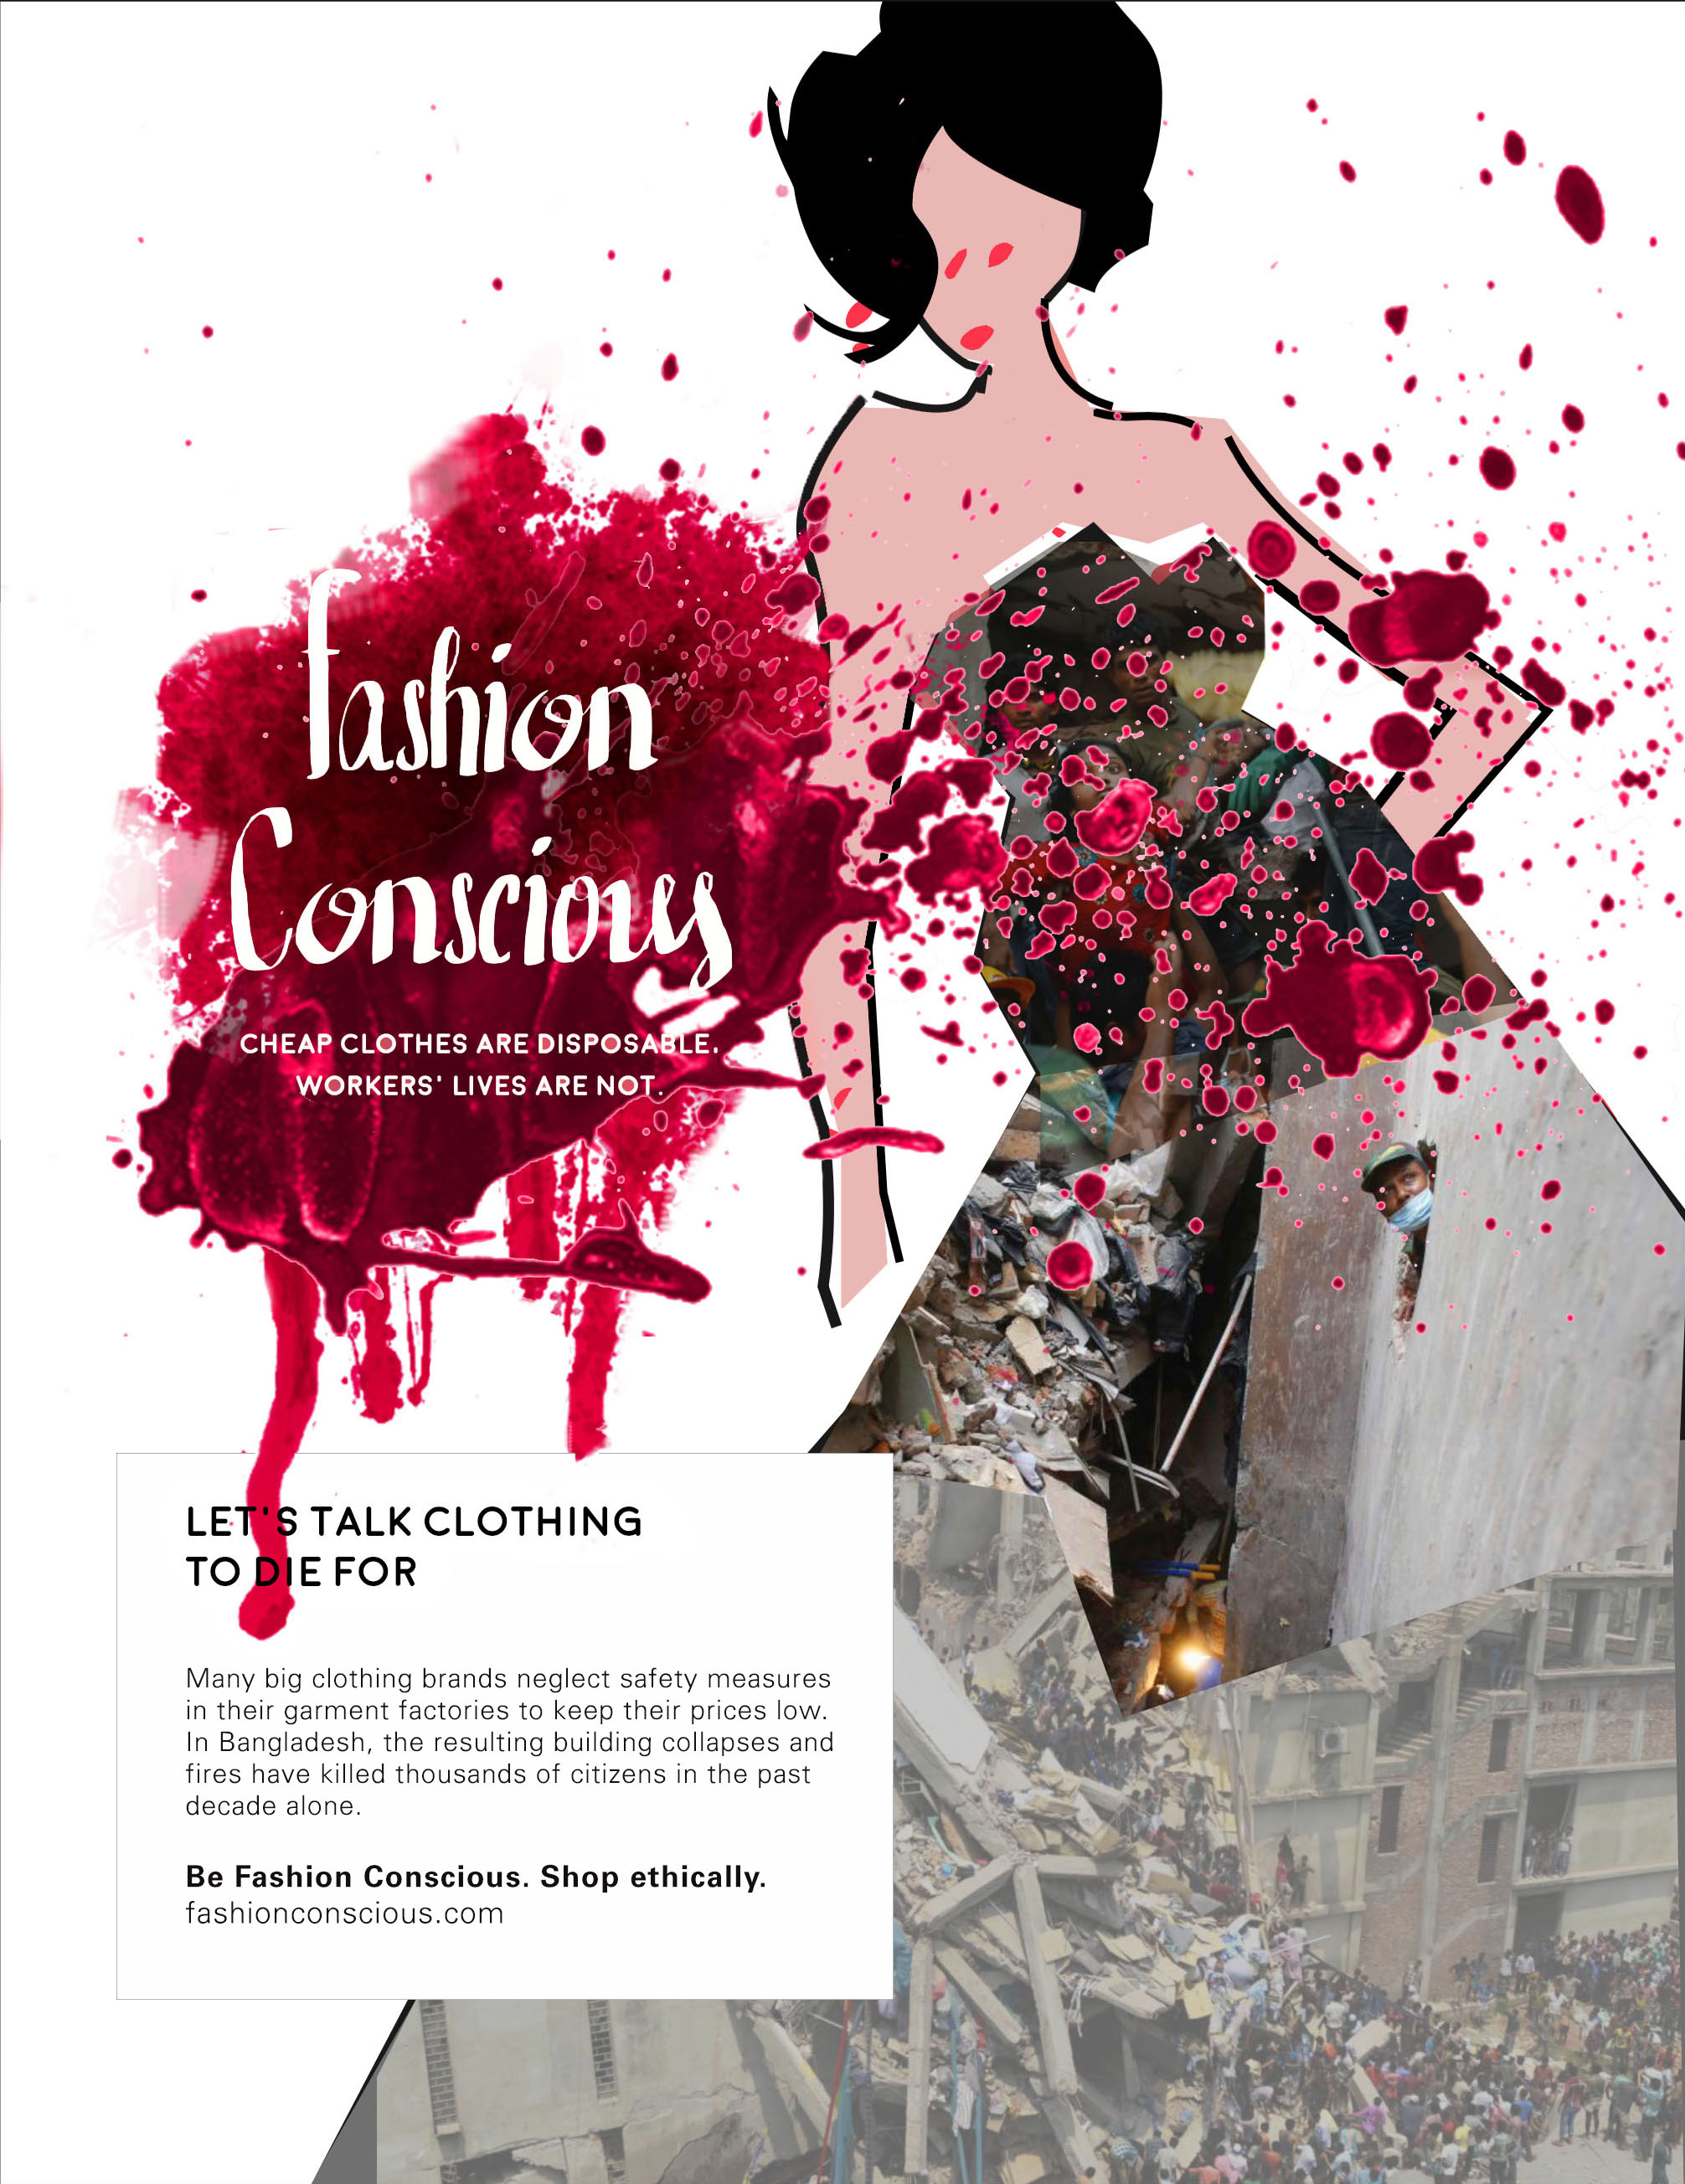 fashion
Conscious
CHEAP CLOTHES ARE DISPOSABLE.
WORKERS' LIVES ARE NOT.
LET'S TALK CLOTHING
TO DIE FOR
Many big clothing brands neglect safety measures
in their garment factories to keep their prices low.
In Bangladesh, the resulting building collapses and
fires have killed thousands of citizens in the past
decade alone.
Be Fashion Conscious. Shop ethically.
fashionconscious.com